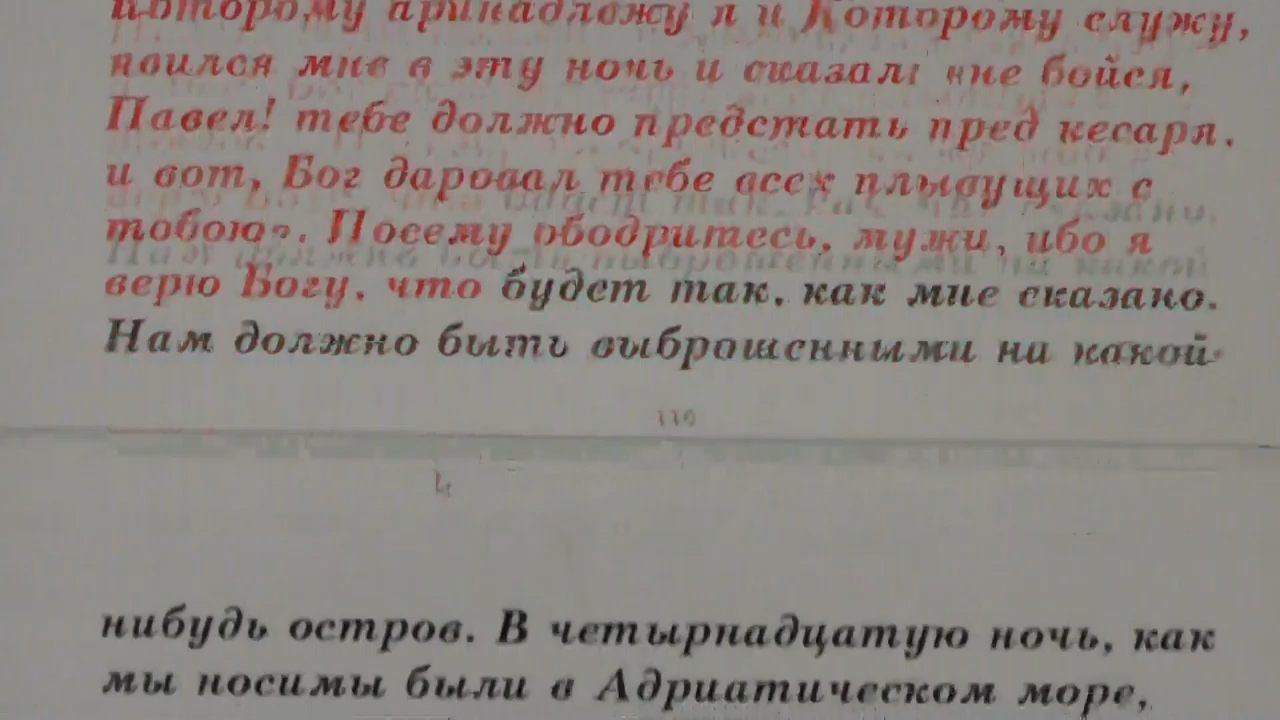 Которому принадлежу я и Которому служу,
явился мне в эту ночь и сказал: «не бойся,
Павел! тебе должно предстать пред кесаря.
и вот, Бог даровал тебе всех плывущих с
тобою». Посему ободритесь, мужи, ибо я
верю Богу, что будет так, как мне сказано.
Нам должно быть выброшенными на какой-
нибудь остров. В четырнадцатую ночь, как
мы носимы были в Адриатическом море,